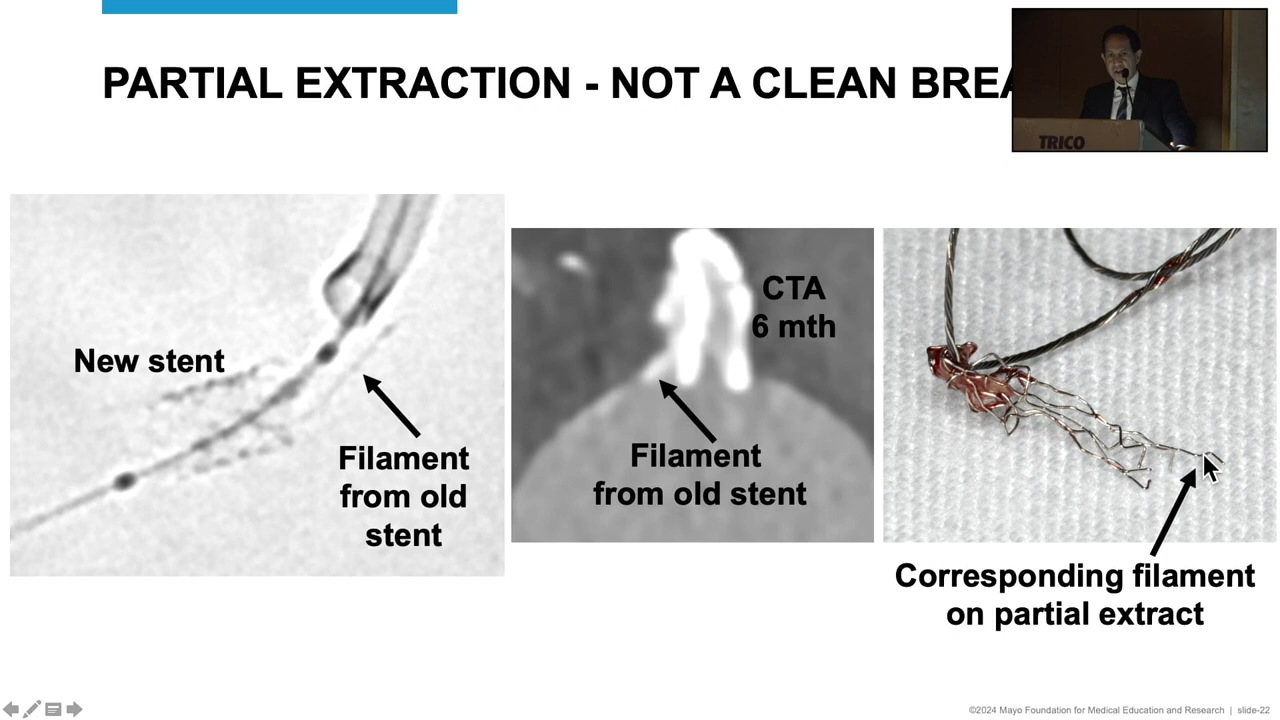 PARTIAL EXTRACTION - NOT A CLEAN BREA
TRICO
New stent
Filament
from old
stent
CTA
6 mth
Filament
from old stent
Corresponding filament
on partial extract
©2024 Mayo Foundation for Medical Education and Research | slide-22